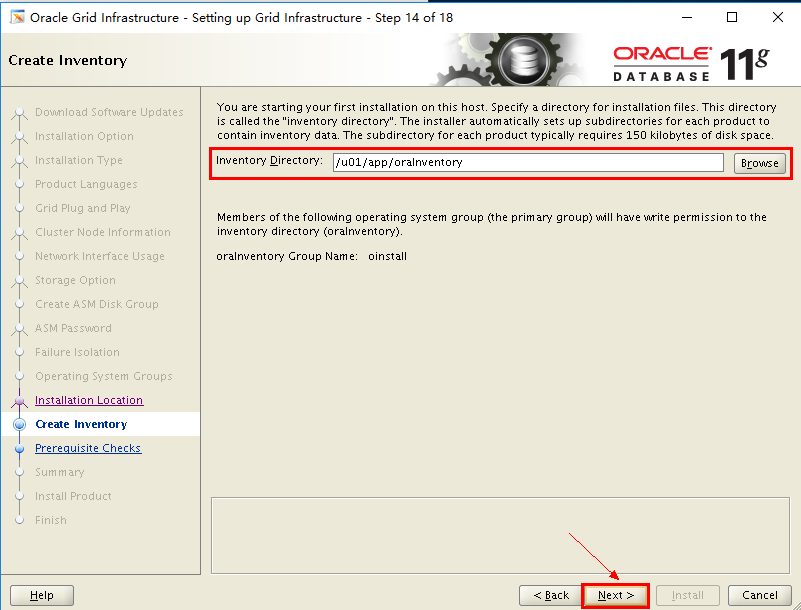 Oracle Grid Infrastructure - Setting up Grid Infrastructure - Step 14 of 18
Create Inventory
ORACLE
DATABASE
11g
Download Software Updates
Installation Option
Installation Type
Product Languages
Grid Plug and Play
Cluster Node Information
Network Interface Usage
Storage Option
Create ASM Disk Group
ASM Password
Failure Isolation
Operating System Groups
Installation Location
Create Inventory
Prerequisite Checks
Summary
Install Product
Finish
You are starting your first installation on this host. Specify a directory for installation files. This directory
is called the "inventory directory". The installer automatically sets up subdirectories for each product to
contain inventory data. The subdirectory for each product typically requires 150 kilobytes of disk space.
Inventory Directory: /u01/app/oraInventory Browse
Members of the following operating system group (the primary group) will have write permission to the
inventory directory (oraInventory).
oraInventory Group Name: oinstall
Help < Back Next > Install Cancel